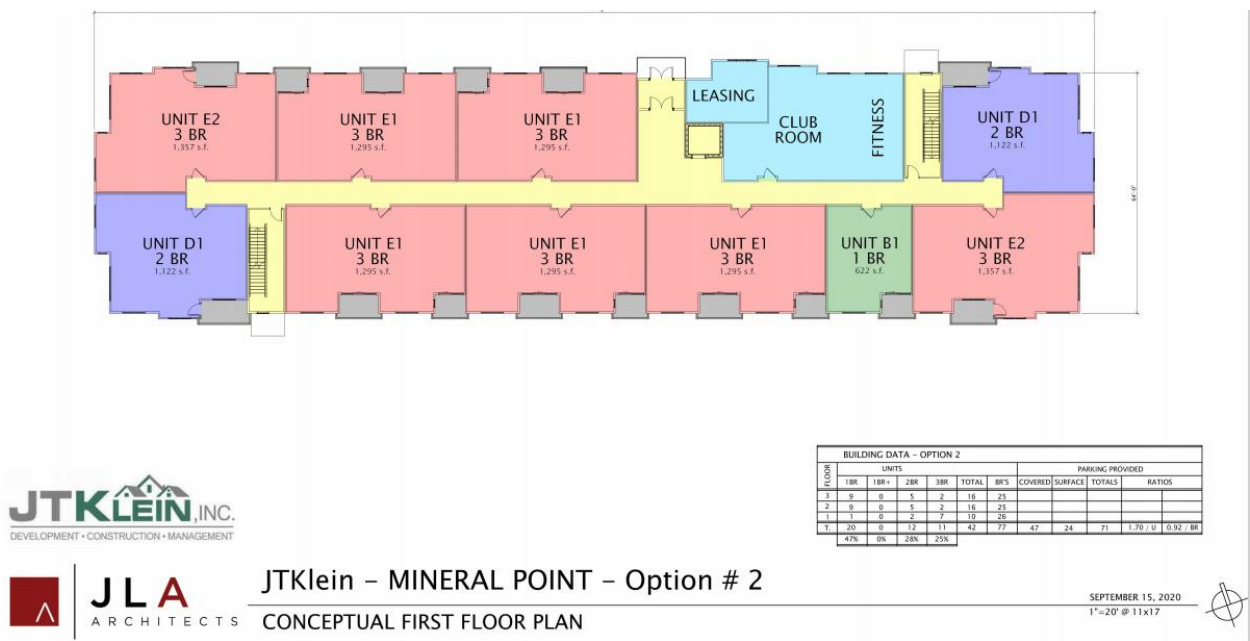 UNIT E2
3 BR
1,357 s.f.
UNIT E1
3 BR
1,295 s.f.
UNIT E1
3 BR
1,295 s.f.
LEASING
CLUB
ROOM
FITNESS
UNIT D1
2 BR
1,122 s.f.
64'-0"
UNIT D1
2 BR
1,122 s.f.
UNIT E1
3 BR
1,295 s.f.
UNIT E1
3 BR
1,295 s.f.
UNIT E1
3 BR
1,295 s.f.
UNIT B1
1 BR
622 s.f.
UNIT E2
3 BR
1,357 s.f.
BUILDING DATA - OPTION 2
FLOOR UNITS PARKING PROVIDED
1BR 1BR+ 2BR 3BR TOTAL BR'S COVERED SURFACE TOTALS RATIOS
3 9 0 5 2 16 25
2 9 0 5 2 16 25
1 1 0 2 7 10 26
T. 20 0 12 11 42 77 47 24 71 1.70 / U 0.92 / BR
47% 0% 28% 25%
JTKLEIN, INC.
DEVELOPMENT • CONSTRUCTION • MANAGEMENT
JLA
ARCHITECTS
JTKlein - MINERAL POINT - Option # 2
CONCEPTUAL FIRST FLOOR PLAN
SEPTEMBER 15, 2020
1"=20' @ 11x17